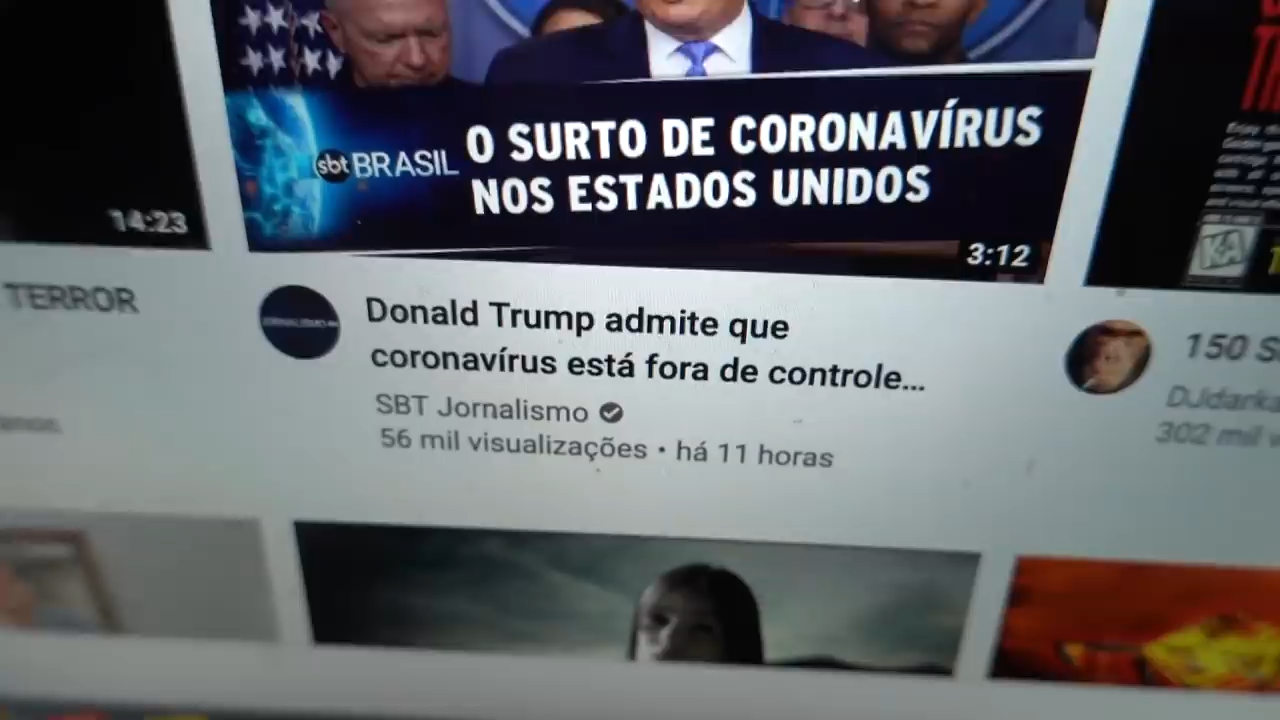 O SURTO DE CORONAVÍRUS
sbt BRASIL
NOS ESTADOS UNIDOS
14:23
3:12
KA
TERROR
Donald Trump admite que
coronavírus está fora de controle...
SBT Jornalismo
56 mil visualizações • há 11 horas
150 S
DJdarka
302 mil v